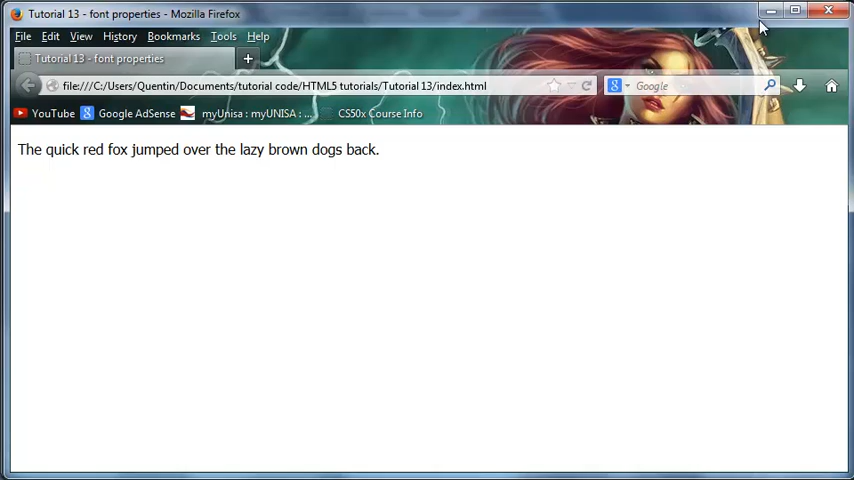 Tutorial 13 - font properties - Mozilla Firefox
File Edit View History Bookmarks Tools Help
Tutorial 13 - font properties +
file:///C:/Users/Quentin/Documents/tutorial code/HTML5 tutorials/Tutorial 13/index.html Google
YouTube Google AdSense myUnisa : myUNISA : ... CS50x Course Info
The quick red fox jumped over the lazy brown dogs back.